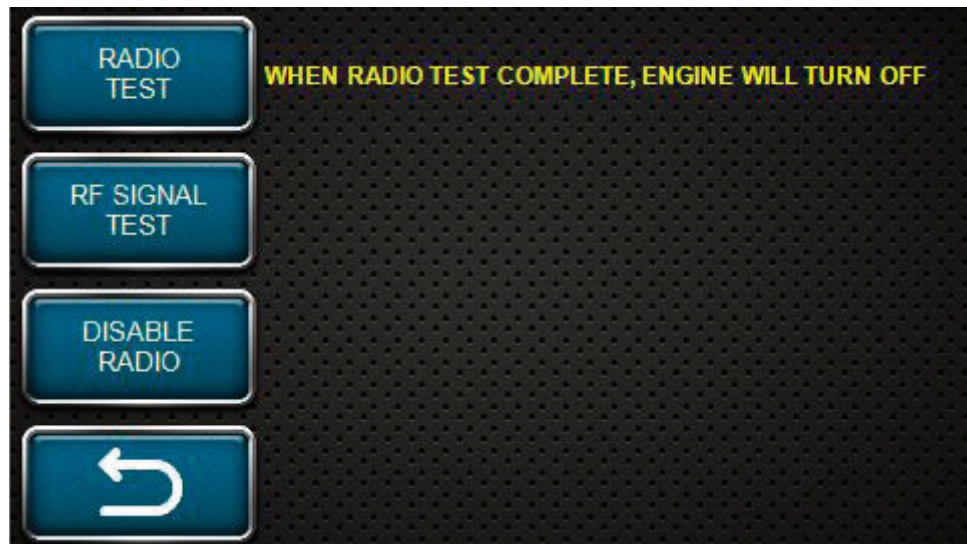 RADIO
TEST
WHEN RADIO TEST COMPLETE, ENGINE WILL TURN OFF
RF SIGNAL
TEST
DISABLE
RADIO